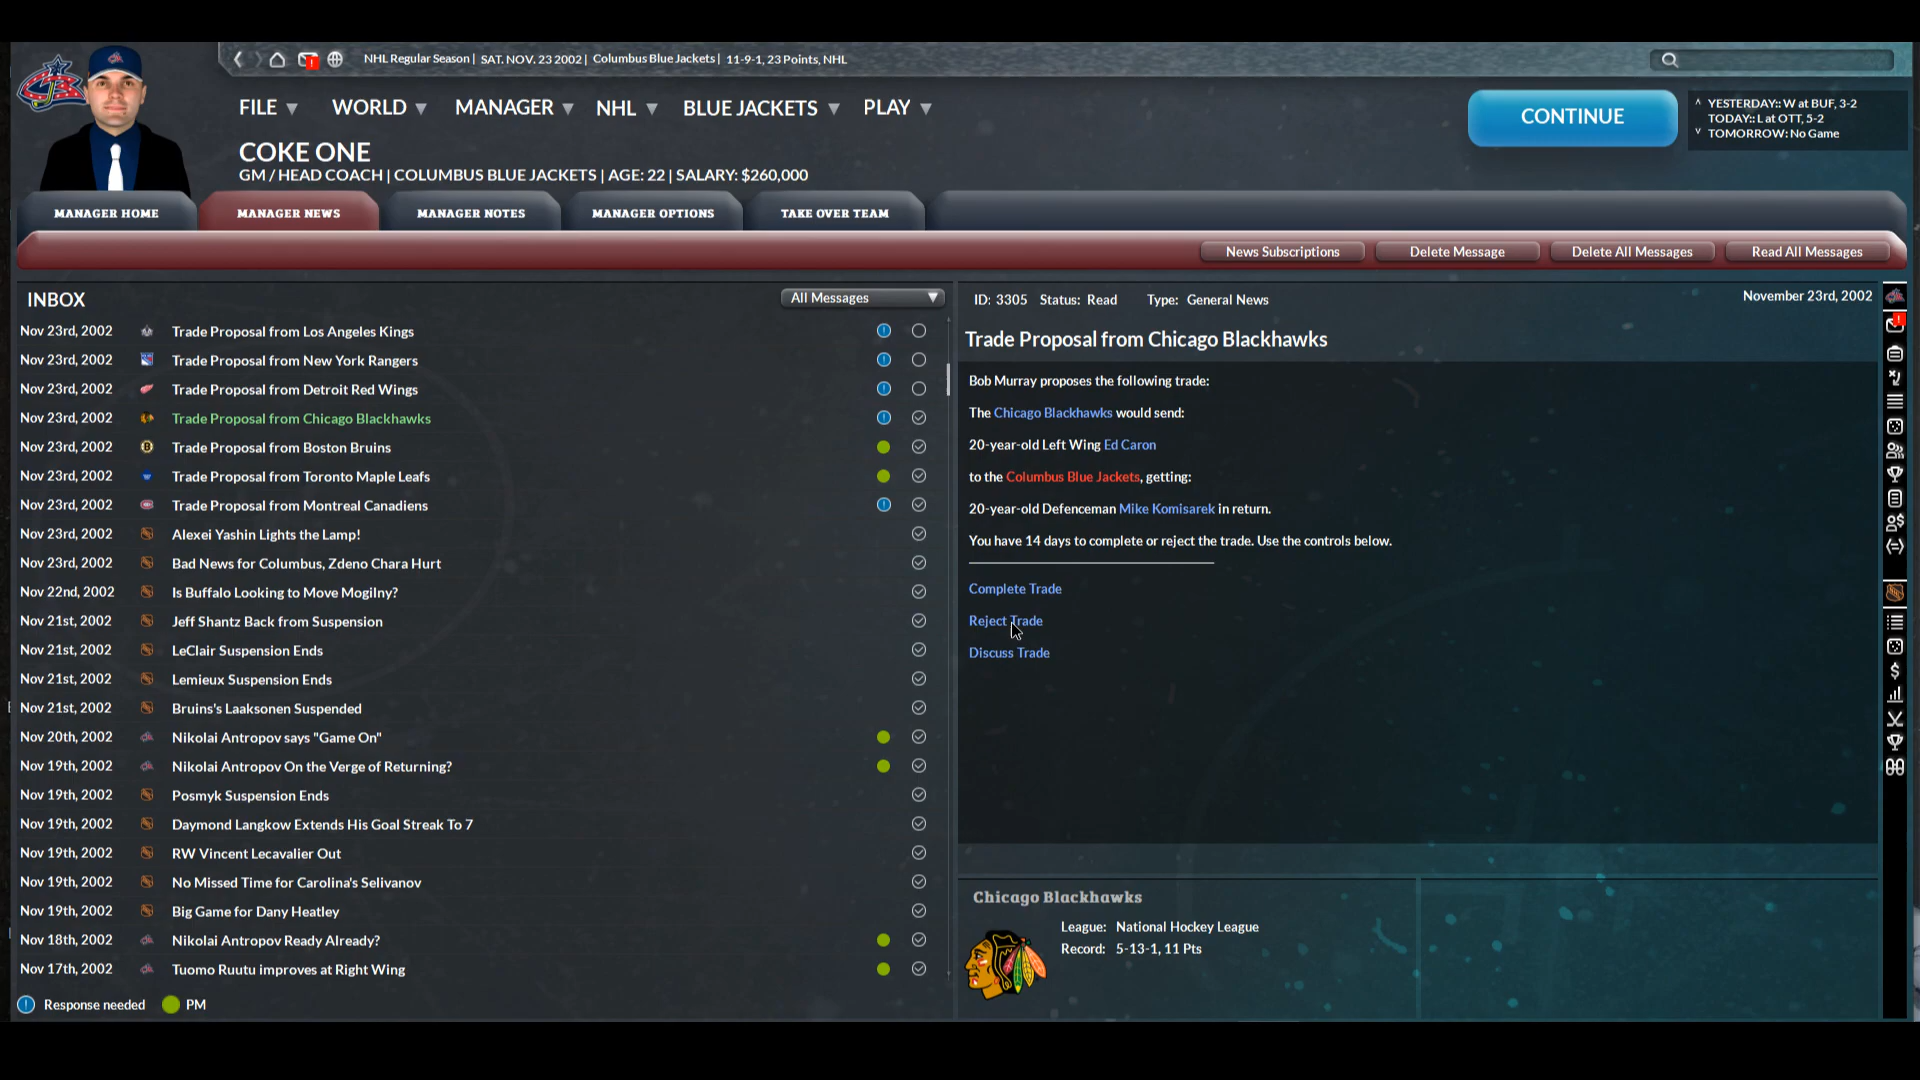 NHL Regular Season | SAT. NOV. 23 2002 | Columbus Blue Jackets | 11-9-1, 23 Points, NHL
FILE WORLD MANAGER NHL BLUE JACKETS PLAY
CONTINUE
YESTERDAY:: W at BUF, 3-2
TODAY:: L at OTT, 5-2
TOMORROW: No Game
COKE ONE
GM / HEAD COACH | COLUMBUS BLUE JACKETS | AGE: 22 | SALARY: $260,000
MANAGER HOME MANAGER NEWS MANAGER NOTES MANAGER OPTIONS TAKE OVER TEAM
News Subscriptions Delete Message Delete All Messages Read All Messages
INBOX All Messages
Nov 23rd, 2002 Trade Proposal from Los Angeles Kings
Nov 23rd, 2002 Trade Proposal from New York Rangers
Nov 23rd, 2002 Trade Proposal from Detroit Red Wings
Nov 23rd, 2002 Trade Proposal from Chicago Blackhawks
Nov 23rd, 2002 Trade Proposal from Boston Bruins
Nov 23rd, 2002 Trade Proposal from Toronto Maple Leafs
Nov 23rd, 2002 Trade Proposal from Montreal Canadiens
Nov 23rd, 2002 Alexei Yashin Lights the Lamp!
Nov 23rd, 2002 Bad News for Columbus, Zdeno Chara Hurt
Nov 22nd, 2002 Is Buffalo Looking to Move Mogilny?
Nov 21st, 2002 Jeff Shantz Back from Suspension
Nov 21st, 2002 LeClair Suspension Ends
Nov 21st, 2002 Lemieux Suspension Ends
Nov 21st, 2002 Bruins's Laaksonen Suspended
Nov 20th, 2002 Nikolai Antropov says "Game On"
Nov 19th, 2002 Nikolai Antropov On the Verge of Returning?
Nov 19th, 2002 Posmyk Suspension Ends
Nov 19th, 2002 Daymond Langkow Extends His Goal Streak To 7
Nov 19th, 2002 RW Vincent Lecavalier Out
Nov 19th, 2002 No Missed Time for Carolina's Selivanov
Nov 19th, 2002 Big Game for Dany Heatley
Nov 18th, 2002 Nikolai Antropov Ready Already?
Nov 17th, 2002 Tuomo Ruutu improves at Right Wing
Response needed PM
ID: 3305 Status: Read Type: General News
November 23rd, 2002
Trade Proposal from Chicago Blackhawks
Bob Murray proposes the following trade:
The Chicago Blackhawks would send:
20-year-old Left Wing Ed Caron
to the Columbus Blue Jackets, getting:
20-year-old Defenceman Mike Komisarek in return.
You have 14 days to complete or reject the trade. Use the controls below.
Complete Trade
Reject Trade
Discuss Trade
Chicago Blackhawks
League: National Hockey League
Record: 5-13-1, 11 Pts